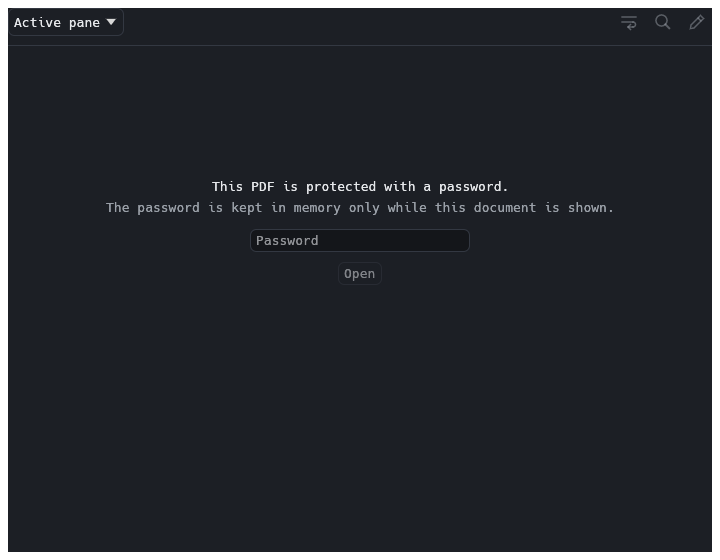 Active pane
This PDF is protected with a password.
The password is kept in memory only while this document is shown.
Password
Open